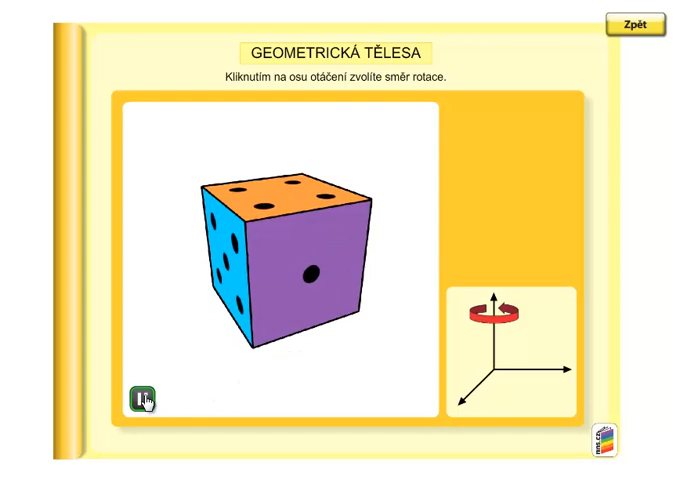 Zpět
GEOMETRICKÁ TĚLESA
Kliknutím na osu otáčení zvolíte směr rotace.